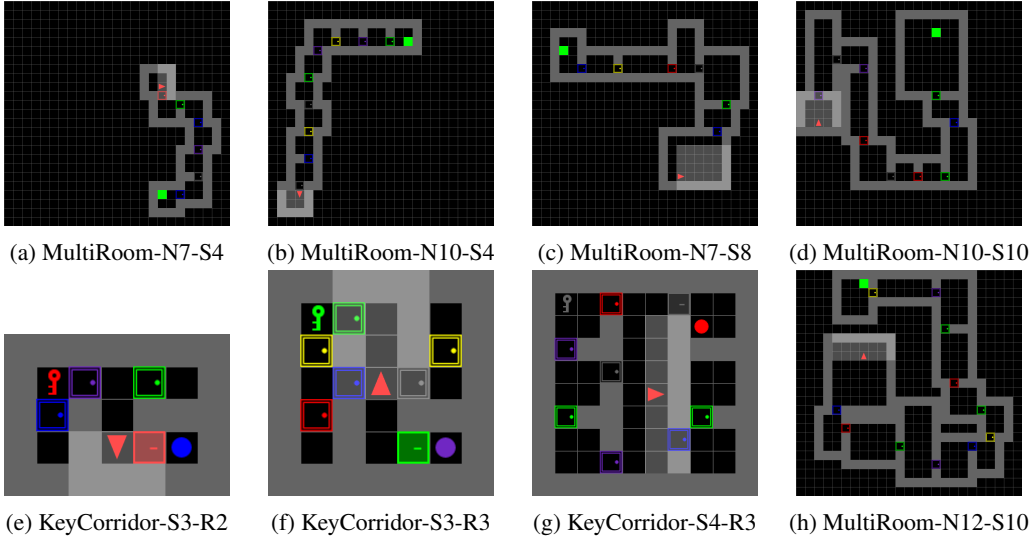 (a) MultiRoom-N7-S4
(b) MultiRoom-N10-S4
(c) MultiRoom-N7-S8
(d) MultiRoom-N10-S10
(e) KeyCorridor-S3-R2
(f) KeyCorridor-S3-R3
(g) KeyCorridor-S4-R3
(h) MultiRoom-N12-S10